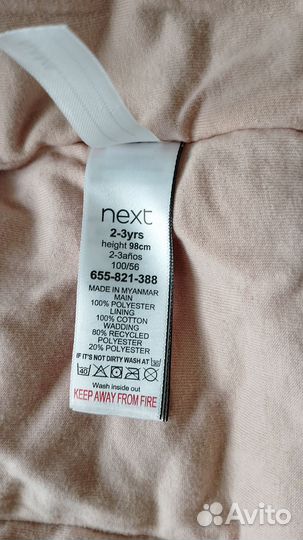 next
2-3yrs
height 98cm
2-3años
100/56
655-821-388
MADE IN MYANMAR
MAIN
100% POLYESTER
LINING
100% COTTON
WADDING
80% RECYCLED
POLYESTER
20% POLYESTER
IF IT'S NOT DIRTY WASH AT 30
40
Wash inside out
KEEP AWAY FROM FIRE
Avito